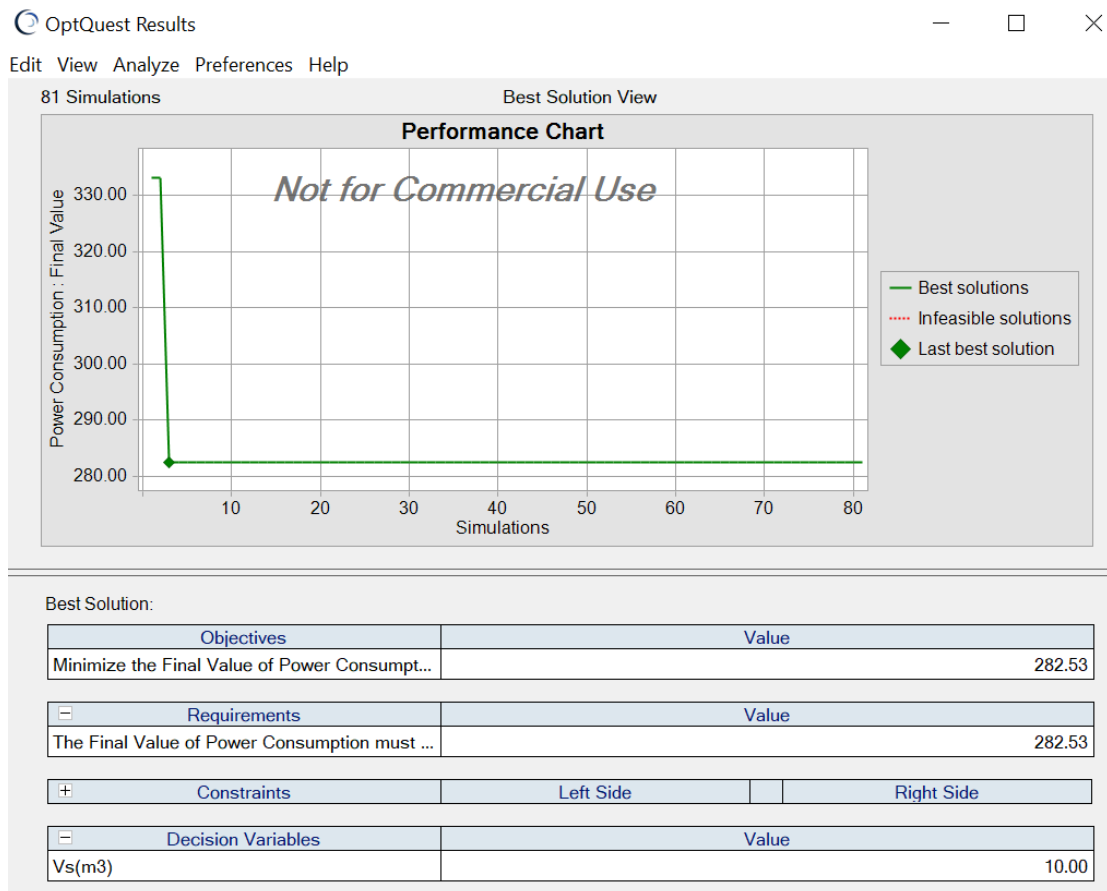 OptQuest Results
Edit View Analyze Preferences Help
81 Simulations Best Solution View
Performance Chart
Not for Commercial Use
Power Consumption : Final Value
330.00
320.00
310.00
300.00
290.00
280.00
10 20 30 40 50 60 70 80
Simulations
Best solutions
Infeasible solutions
Last best solution
Best Solution:
Objectives Value
Minimize the Final Value of Power Consumpt... 282.53
Requirements Value
The Final Value of Power Consumption must ... 282.53
Constraints Left Side Right Side
Decision Variables Value
Vs(m3) 10.00